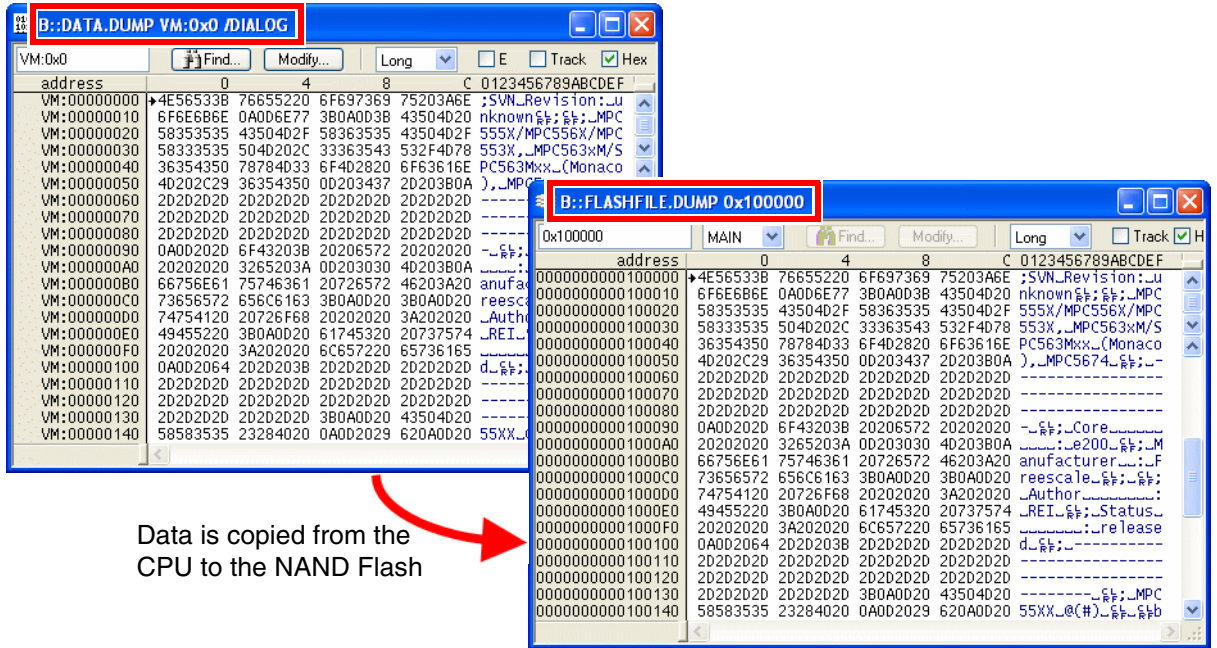 B::DATA.DUMP VM:0x0 /DIALOG
VM:0x0 Find... Modify... Long E Track Hex
address 0 4 8 C 0123456789ABCDEF
VM:00000000 4E56533B 76655220 6F697369 75203A6E ;SVN_Revision:_u
VM:00000010 6F6E6B6E 0A0D6E77 3B0A0D3B 43504D20 nknown␍␊;␍␊;_MPC
VM:00000020 58353535 43504D2F 58363535 43504D2F 555X/MPC556X/MPC
VM:00000030 58333535 504D202C 33363543 532F4D78 553X,_MPC563xM/S
VM:00000040 36354350 78784D33 6F4D2820 6F63616E PC563Mxx_(Monaco
VM:00000050 4D202C29 36354350 0D203437 2D203B0A ),_MPC
VM:00000060 2D2D2D2D 2D2D2D2D 2D2D2D2D 2D2D2D2D -----
VM:00000070 2D2D2D2D 2D2D2D2D 2D2D2D2D 2D2D2D2D -----
VM:00000080 2D2D2D2D 2D2D2D2D 2D2D2D2D 2D2D2D2D -----
VM:00000090 0A0D202D 6F43203B 20206572 20202020 -_␍␊;
VM:000000A0 20202020 3265203A 0D203030 4D203B0A ____:
VM:000000B0 66756E61 75746361 20726572 46203A20 anufac
VM:000000C0 73656572 656C6163 3B0A0D20 3B0A0D20 reesca
VM:000000D0 74754120 20726F68 20202020 3A202020 _Autho
VM:000000E0 49455220 3B0A0D20 61745320 20737574 _REI_
VM:000000F0 20202020 3A202020 6C657220 65736165 _____
VM:00000100 0A0D2064 2D2D203B 2D2D2D2D 2D2D2D2D d_␍␊;
VM:00000110 2D2D2D2D 2D2D2D2D 2D2D2D2D 2D2D2D2D -----
VM:00000120 2D2D2D2D 2D2D2D2D 2D2D2D2D 2D2D2D2D -----
VM:00000130 2D2D2D2D 2D2D2D2D 3B0A0D20 43504D20 -----
VM:00000140 58583535 23284020 0A0D2029 620A0D20 55XX_
B::FLASHFILE.DUMP 0x100000
0x100000 MAIN Find... Modify... Long Track H
address 0 4 8 C 0123456789ABCDEF
0000000000100000 4E56533B 76655220 6F697369 75203A6E ;SVN_Revision:_u
0000000000100010 6F6E6B6E 0A0D6E77 3B0A0D3B 43504D20 nknown␍␊;␍␊;_MPC
0000000000100020 58353535 43504D2F 58363535 43504D2F 555X/MPC556X/MPC
0000000000100030 58333535 504D202C 33363543 532F4D78 553X,_MPC563xM/S
0000000000100040 36354350 78784D33 6F4D2820 6F63616E PC563Mxx_(Monaco
0000000000100050 4D202C29 36354350 0D203437 2D203B0A ),_MPC5674_␍␊;_-
0000000000100060 2D2D2D2D 2D2D2D2D 2D2D2D2D 2D2D2D2D ----------------
0000000000100070 2D2D2D2D 2D2D2D2D 2D2D2D2D 2D2D2D2D ----------------
0000000000100080 2D2D2D2D 2D2D2D2D 2D2D2D2D 2D2D2D2D ----------------
0000000000100090 0A0D202D 6F43203B 20206572 20202020 -_␍␊;_Core______
00000000001000A0 20202020 3265203A 0D203030 4D203B0A ____:_e200_␍␊;_M
00000000001000B0 66756E61 75746361 20726572 46203A20 anufacturer__:_F
00000000001000C0 73656572 656C6163 3B0A0D20 3B0A0D20 reescale_␍␊;_␍␊;
00000000001000D0 74754120 20726F68 20202020 3A202020 _Author________:
00000000001000E0 49455220 3B0A0D20 61745320 20737574 _REI_␍␊;_Status_
00000000001000F0 20202020 3A202020 6C657220 65736165 _______:_release
0000000000100100 0A0D2064 2D2D203B 2D2D2D2D 2D2D2D2D d_␍␊;_----------
0000000000100110 2D2D2D2D 2D2D2D2D 2D2D2D2D 2D2D2D2D ----------------
0000000000100120 2D2D2D2D 2D2D2D2D 2D2D2D2D 2D2D2D2D ----------------
0000000000100130 2D2D2D2D 2D2D2D2D 3B0A0D20 43504D20 --------_␍␊;_MPC
0000000000100140 58583535 23284020 0A0D2029 620A0D20 55XX_@(#)_␍␊_␍␊b
Data is copied from the
CPU to the NAND Flash